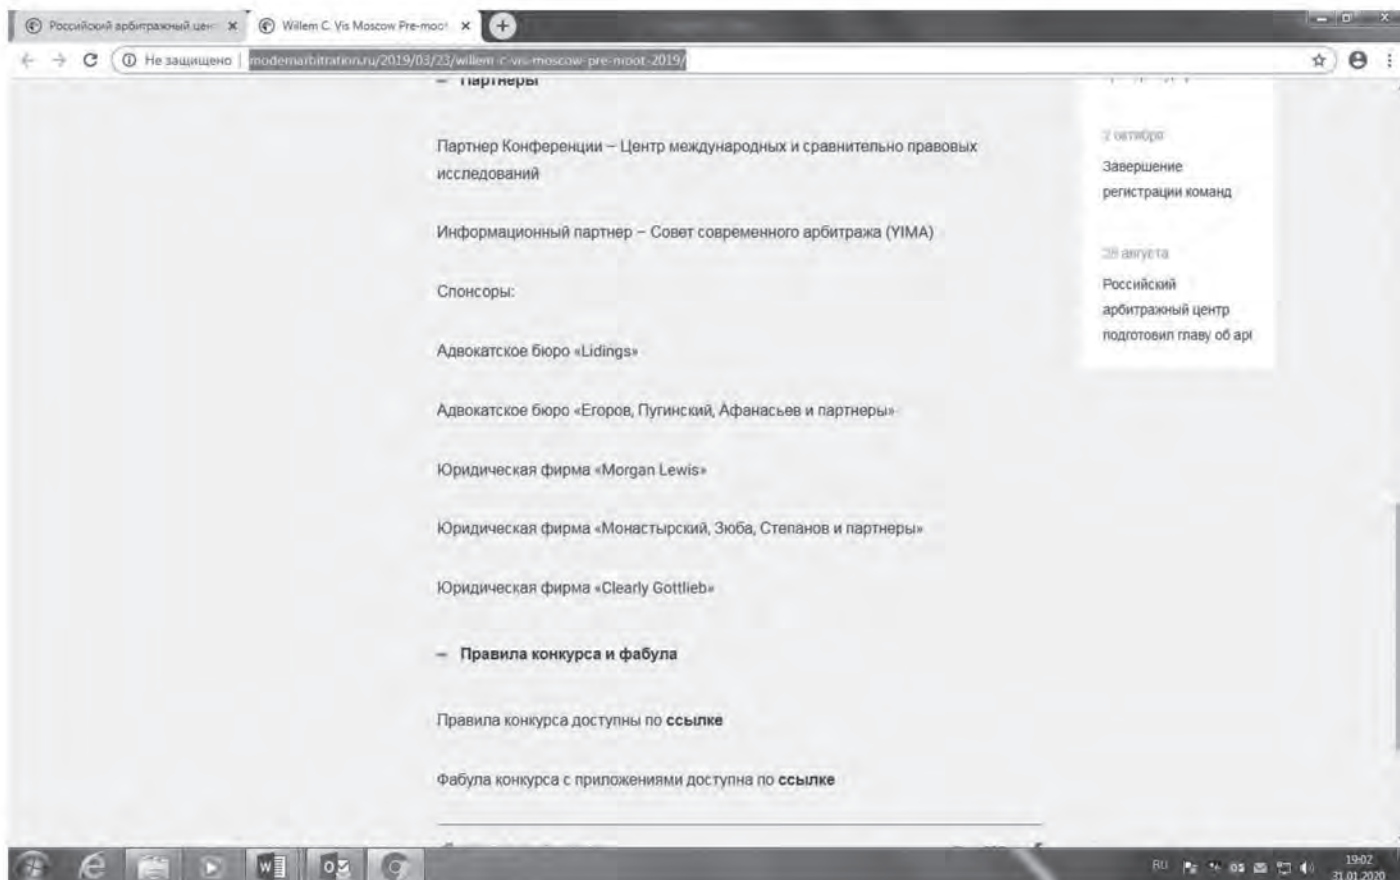 Российский арбитражный цен
Willem C. Vis Moscow Pre-moot
Не защищено | modernarbitration.ru/2019/03/23/willem-c-vis-moscow-pre-moot-2019/
– Партнеры
Партнер Конференции – Центр международных и сравнительно правовых
исследований
Информационный партнер – Совет современного арбитража (YIMA)
Спонсоры:
Адвокатское бюро «Lidings»
Адвокатское бюро «Егоров, Пугинский, Афанасьев и партнеры»
Юридическая фирма «Morgan Lewis»
Юридическая фирма «Монастырский, Зюба, Степанов и партнеры»
Юридическая фирма «Clearly Gottlieb»
– Правила конкурса и фабула
Правила конкурса доступны по ссылке
Фабула конкурса с приложениями доступна по ссылке
2 октября
Завершение
регистрации команд
августа
Российский
арбитражный центр
подготовил главу об арі
RU
19:02
31.01.2020